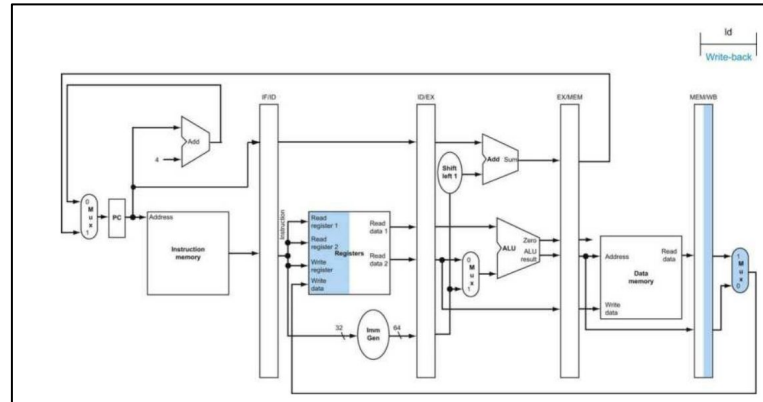 ld
Write-back
IF/ID
ID/EX
EX/MEM
MEM/WB
Add
4
0
M
u
x
1
PC
Address
Instruction
memory
Instruction
Read
register 1
Read
register 2
Write
register
Write
data
Registers
Read
data 1
Read
data 2
32
Imm
Gen
64
Shift
left 1
Add Sum
0
M
u
x
1
Zero
ALU
ALU
result
Address
Write
data
Read
data
Data
memory
1
M
u
x
0